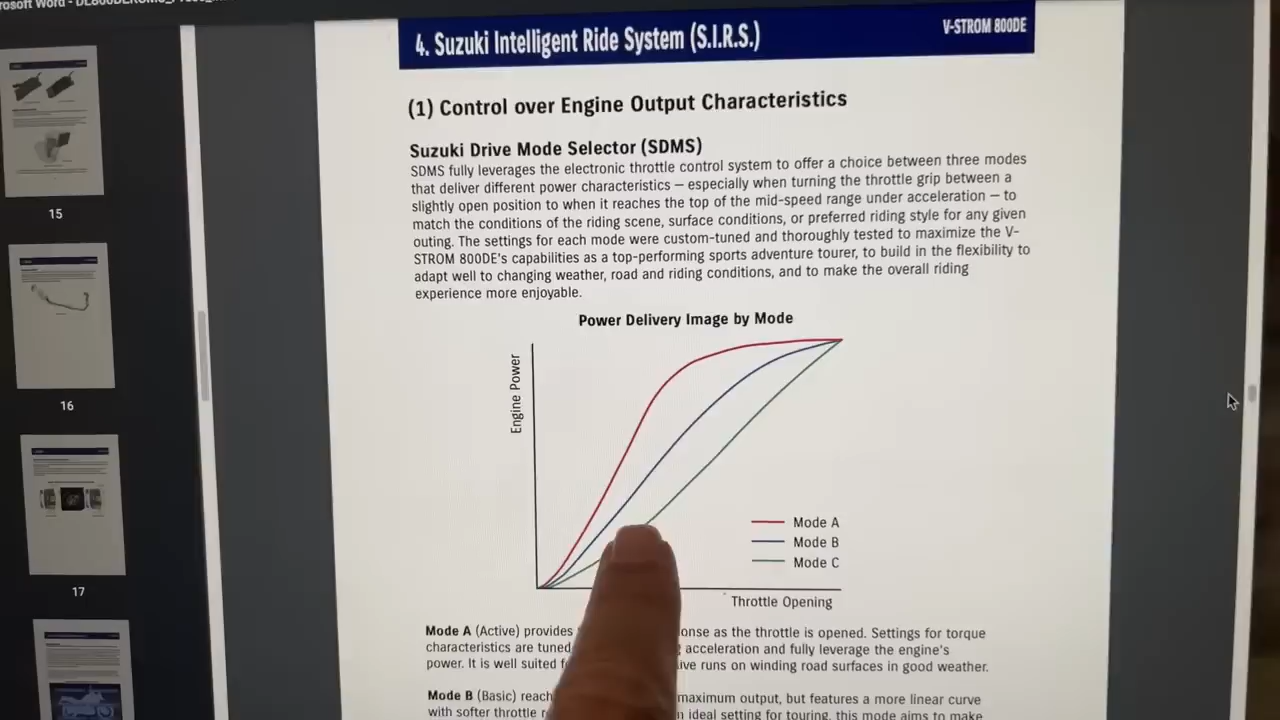 4. Suzuki Intelligent Ride System (S.I.R.S.)
V-STROM 800DE
(1) Control over Engine Output Characteristics
Suzuki Drive Mode Selector (SDMS)
SDMS fully leverages the electronic throttle control system to offer a choice between three modes
that deliver different power characteristics — especially when turning the throttle grip between a
slightly open position to when it reaches the top of the mid-speed range under acceleration — to
match the conditions of the riding scene, surface conditions, or preferred riding style for any given
outing. The settings for each mode were custom-tuned and thoroughly tested to maximize the V-
STROM 800DE's capabilities as a top-performing sports adventure tourer, to build in the flexibility to
adapt well to changing weather, road and riding conditions, and to make the overall riding
experience more enjoyable.
Power Delivery Image by Mode
Engine Power
Mode A
Mode B
Mode C
Throttle Opening
Mode A (Active) provides onse as the throttle is opened. Settings for torque
characteristics are tuned acceleration and fully leverage the engine's
power. It is well suited ive runs on winding road surfaces in good weather.
Mode B (Basic) reach maximum output, but features a more linear curve
with softer throttle n ideal setting for touring, this mode aims to make
15
16
17